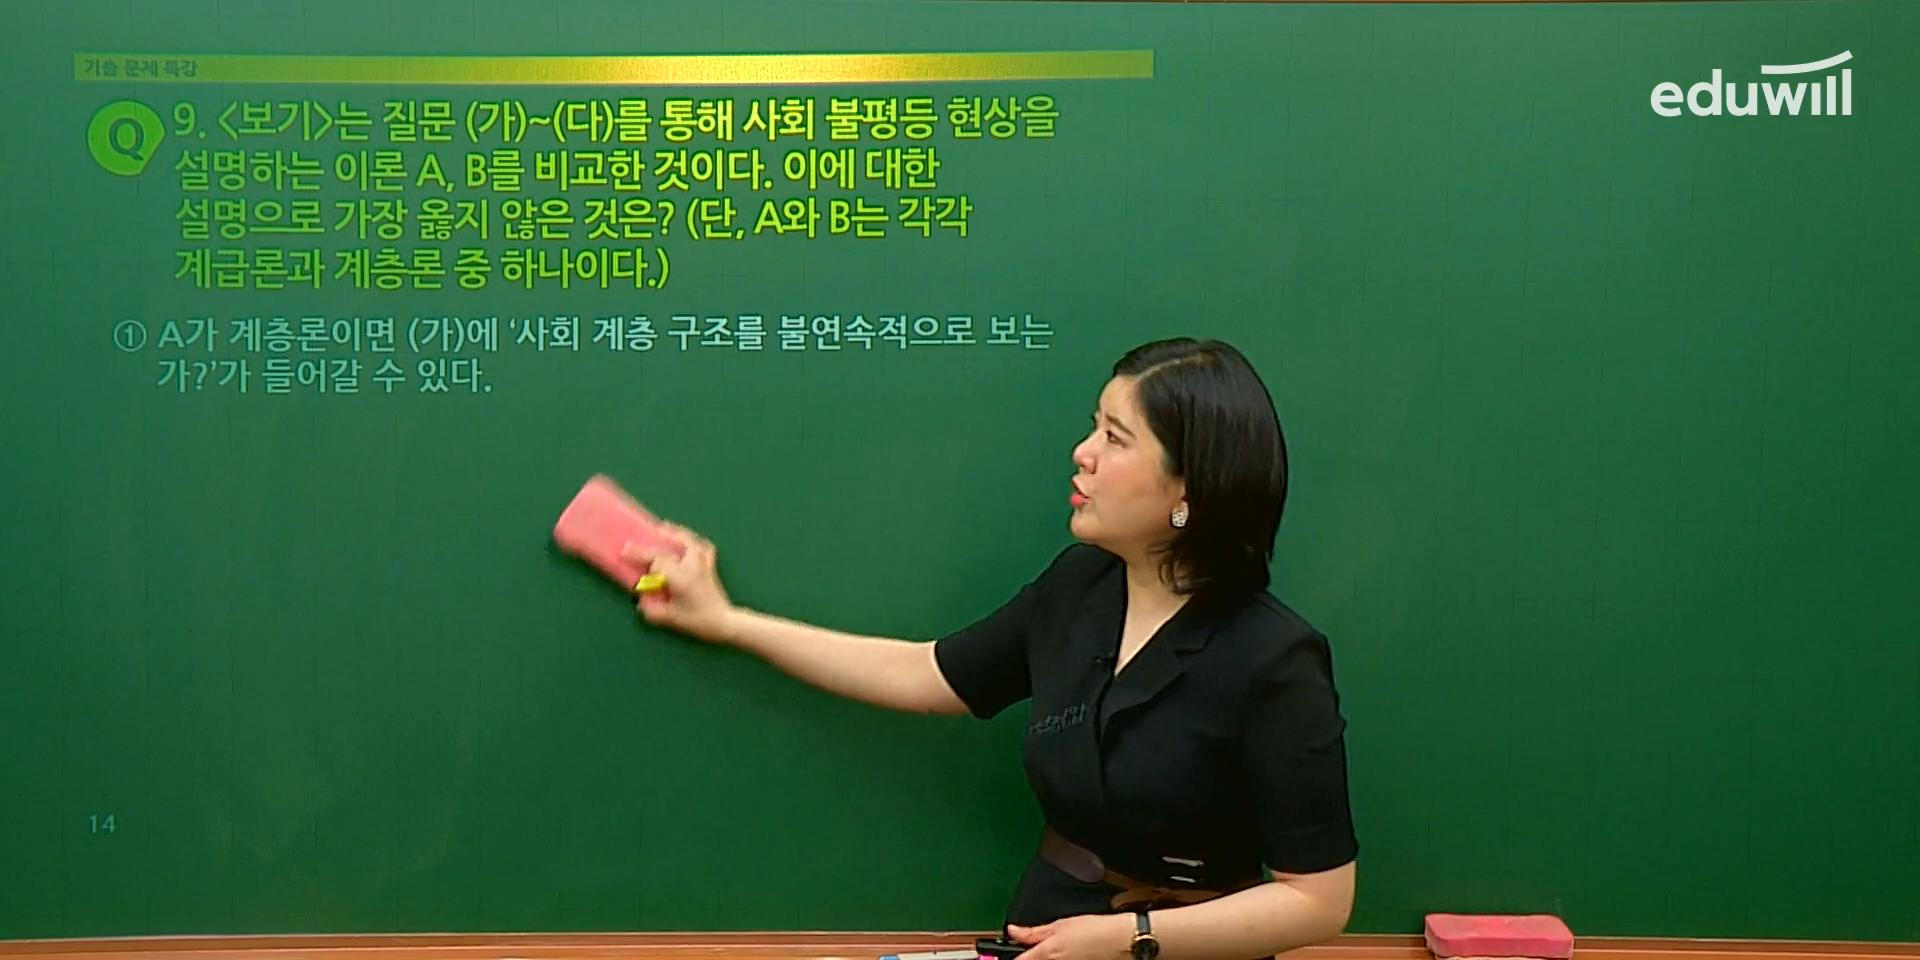 기출 문제 특강
eduwill
Q
9. <보기>는 질문 (가)~(다)를 통해 사회 불평등 현상을
설명하는 이론 A, B를 비교한 것이다. 이에 대한
설명으로 가장 옳지 않은 것은? (단, A와 B는 각각
계급론과 계층론 중 하나이다.)
① A가 계층론이면 (가)에 ‘사회 계층 구조를 불연속적으로 보는
가?’가 들어갈 수 있다.
14